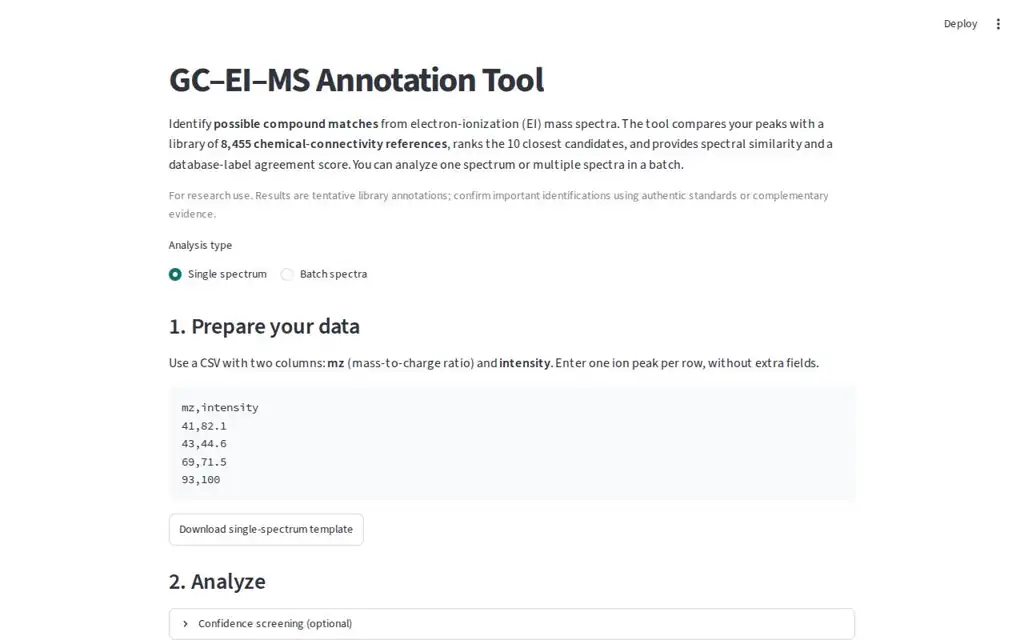 Deploy
GC–EI–MS Annotation Tool
Identify possible compound matches from electron-ionization (EI) mass spectra. The tool compares your peaks with a
library of 8,455 chemical-connectivity references, ranks the 10 closest candidates, and provides spectral similarity and a
database-label agreement score. You can analyze one spectrum or multiple spectra in a batch.
For research use. Results are tentative library annotations; confirm important identifications using authentic standards or complementary
evidence.
Analysis type
Single spectrum Batch spectra
1. Prepare your data
Use a CSV with two columns: mz (mass-to-charge ratio) and intensity. Enter one ion peak per row, without extra fields.
mz,intensity
41,82.1
43,44.6
69,71.5
93,100
Download single-spectrum template
2. Analyze
Confidence screening (optional)